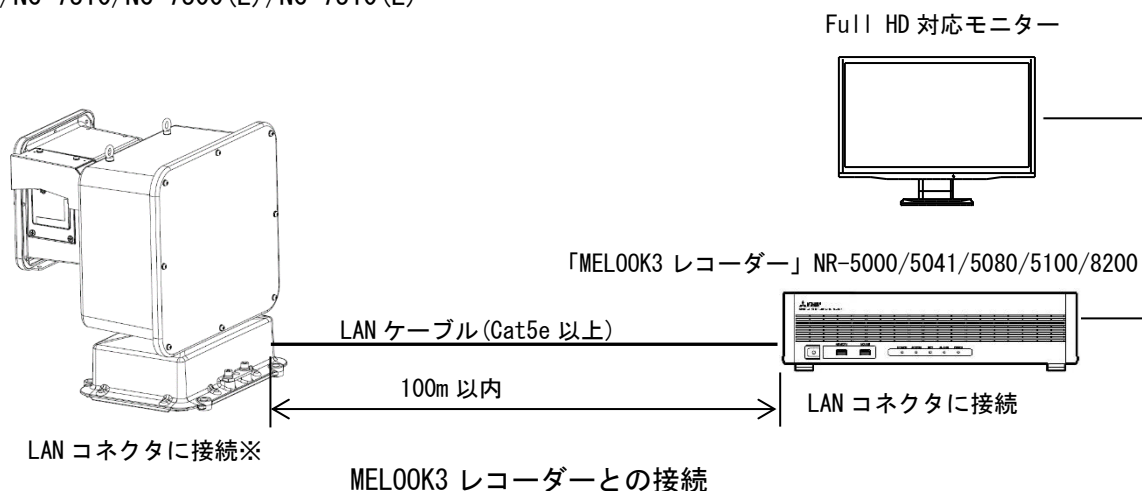 Full HD 対応モニター
「MELOOK3 レコーダー」NR-5000/5041/5080/5100/8200
LAN ケーブル(Cat5e 以上)
100m 以内
LAN コネクタに接続
LAN コネクタに接続※
MELOOK3 レコーダーとの接続